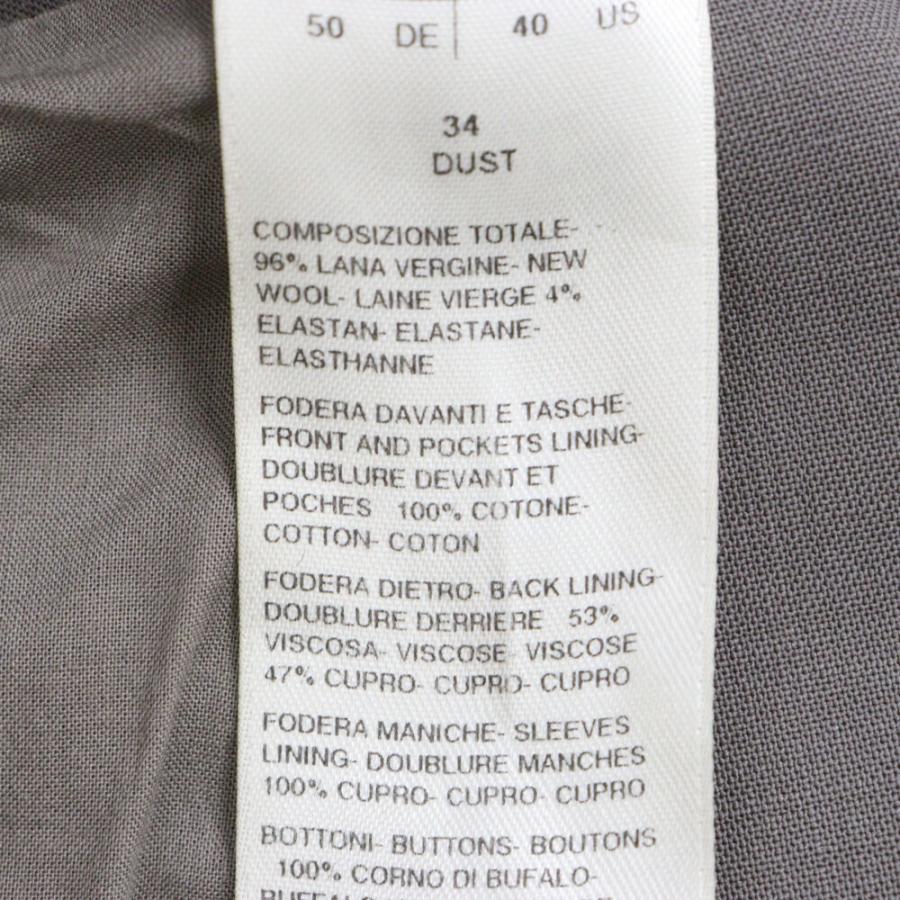 50 DE 40 US
34
DUST
COMPOSIZIONE TOTALE-
96% LANA VERGINE- NEW
WOOL- LAINE VIERGE 4%
ELASTAN- ELASTANE-
ELASTHANNE
FODERA DAVANTI E TASCHE-
FRONT AND POCKETS LINING-
DOUBLURE DEVANT ET
POCHES 100% COTONE-
COTTON- COTON
FODERA DIETRO- BACK LINING-
DOUBLURE DERRIERE 53%
VISCOSA- VISCOSE- VISCOSE
47% CUPRO- CUPRO- CUPRO
FODERA MANICHE- SLEEVES
LINING- DOUBLURE MANCHES
100% CUPRO- CUPRO- CUPRO
BOTTONI- BUTTONS- BOUTONS
100% CORNO DI BUFALO-